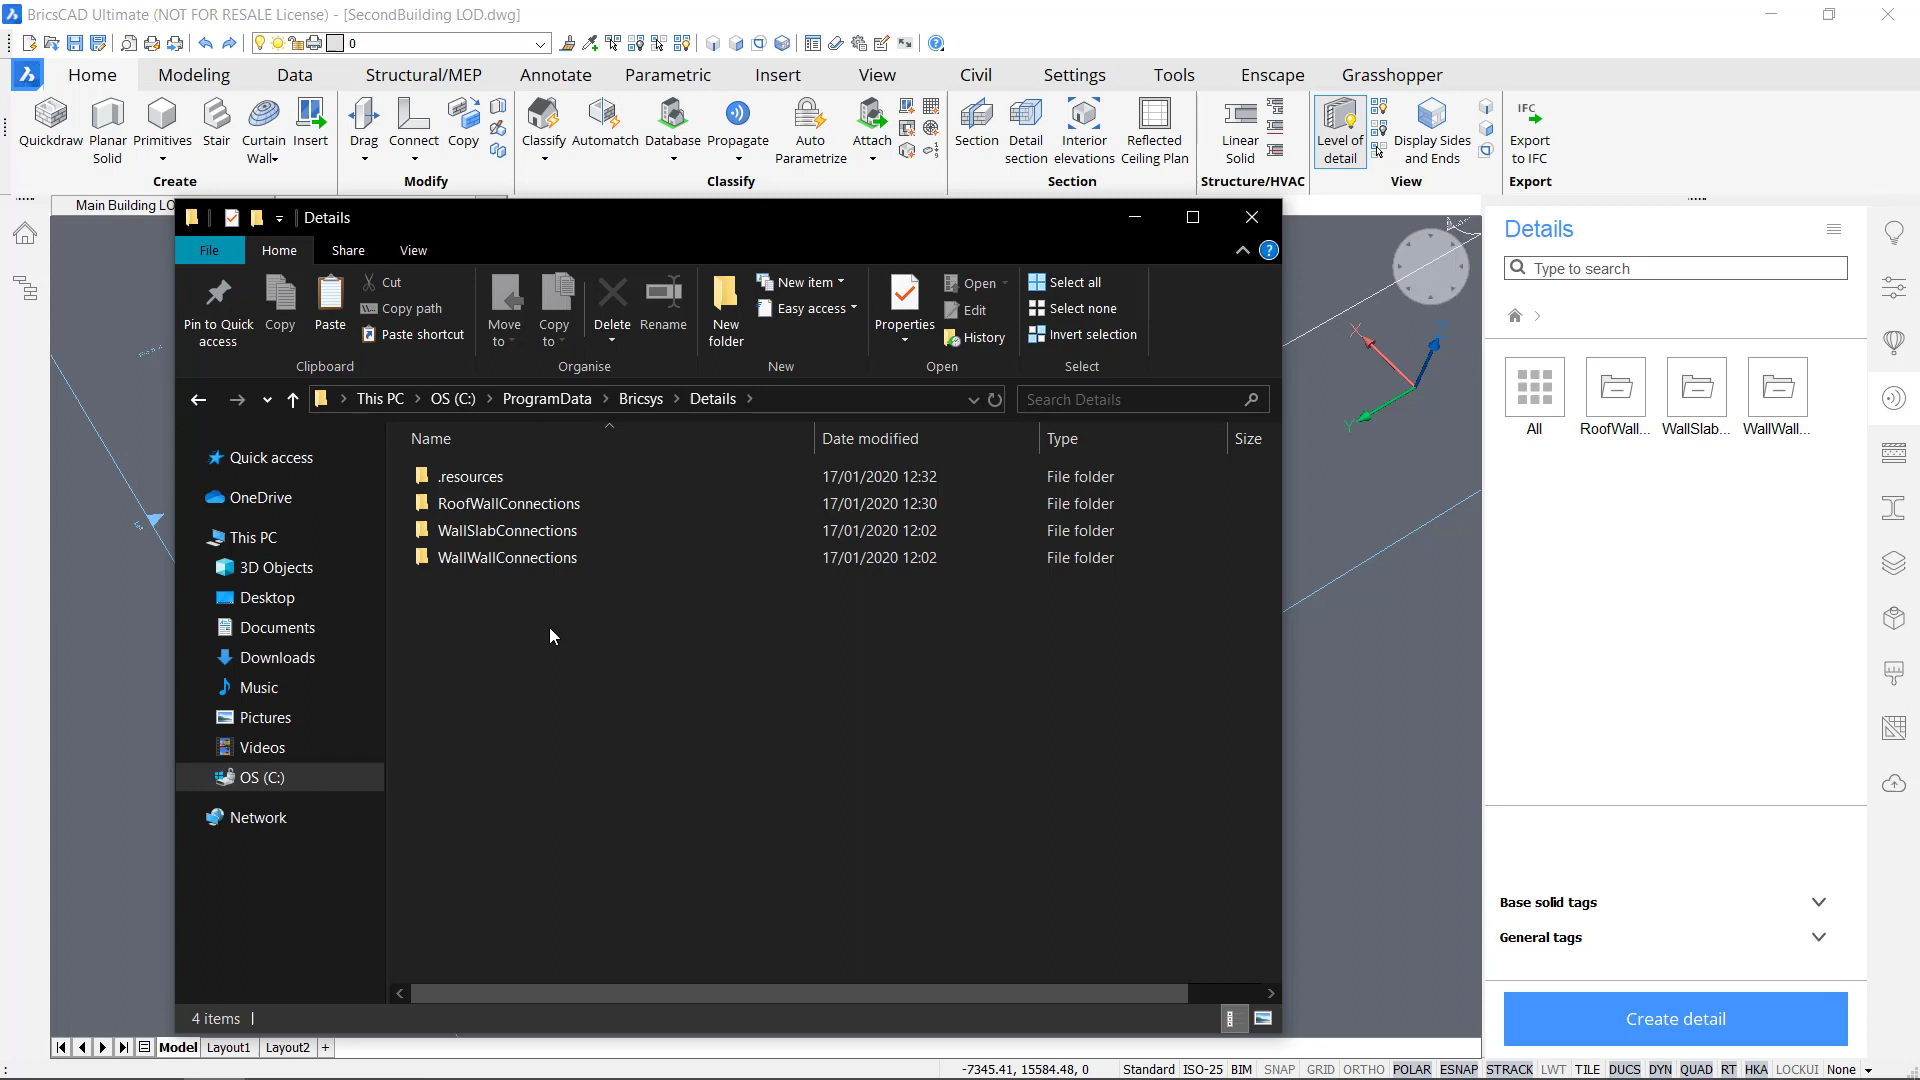 BricsCAD Ultimate (NOT FOR RESALE License) - [SecondBuilding LOD.dwg]
0
Home Modeling Data Structural/MEP Annotate Parametric Insert View Civil Settings Tools Enscape Grasshopper
Quickdraw Planar Solid Primitives Stair Curtain Wall Insert
Create
Drag Connect Copy
Modify
Classify Automatch Database Propagate Auto Parametrize Attach
Classify
Section Detail section Interior elevations Reflected Ceiling Plan
Section
Linear Solid
Structure/HVAC
Level of detail Display Sides and Ends
View
IFC
Export to IFC
Export
Main Building LO
Details
File Home Share View
Pin to Quick access Copy Paste
Cut
Copy path
Paste shortcut
Clipboard
Move to Copy to Delete Rename
Organise
New folder
New item
Easy access
New
Properties
Open
Edit
History
Open
Select all
Select none
Invert selection
Select
This PC OS (C:) ProgramData Bricsys Details
Search Details
Name Date modified Type Size
.resources 17/01/2020 12:32 File folder
RoofWallConnections 17/01/2020 12:30 File folder
WallSlabConnections 17/01/2020 12:02 File folder
WallWallConnections 17/01/2020 12:02 File folder
Quick access
OneDrive
This PC
3D Objects
Desktop
Documents
Downloads
Music
Pictures
Videos
OS (C:)
Network
4 items
X
Y
Details
Type to search
All RoofWall... WallSlab... WallWall...
Base solid tags
General tags
Create detail
Model Layout1 Layout2 +
:
-7345.41, 15584.48, 0 Standard ISO-25 BIM SNAP GRID ORTHO POLAR ESNAP STRACK LWT TILE DUCS DYN QUAD RT HKA LOCKUI None